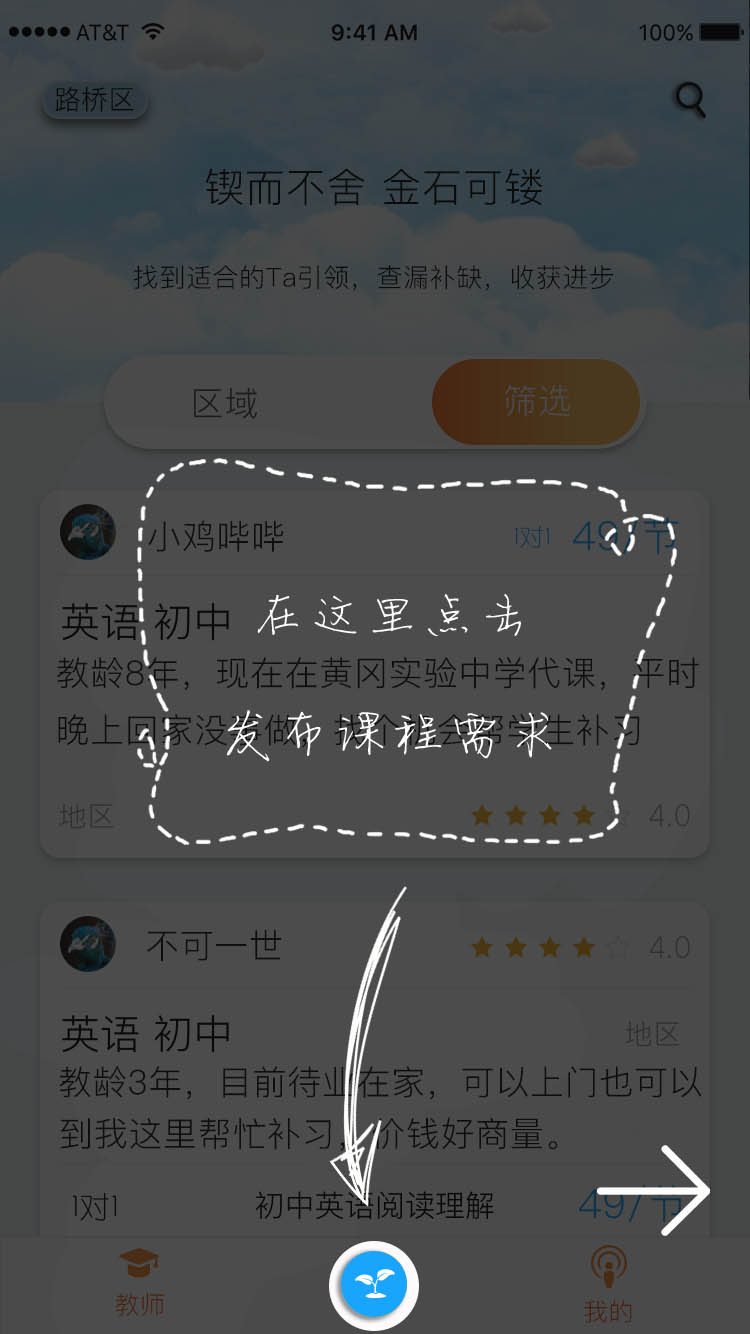 AT&T 9:41 AM 100%
路桥区
锲而不舍 金石可镂
找到适合的Ta引领，查漏补缺，收获进步
区域 筛选
小鸡哔哔 1对1 49/节
英语 初中
在这里点击
教龄8年，现在在黄冈实验中学代课，平时
晚上回家没事做，找个机会帮学生补习
发布课程需求
地区 4.0
不可一世 4.0
英语 初中 地区
教龄3年，目前待业在家，可以上门也可以
到我这里帮忙补习，价钱好商量。
1对1 初中英语阅读理解 49/节
教师 我的